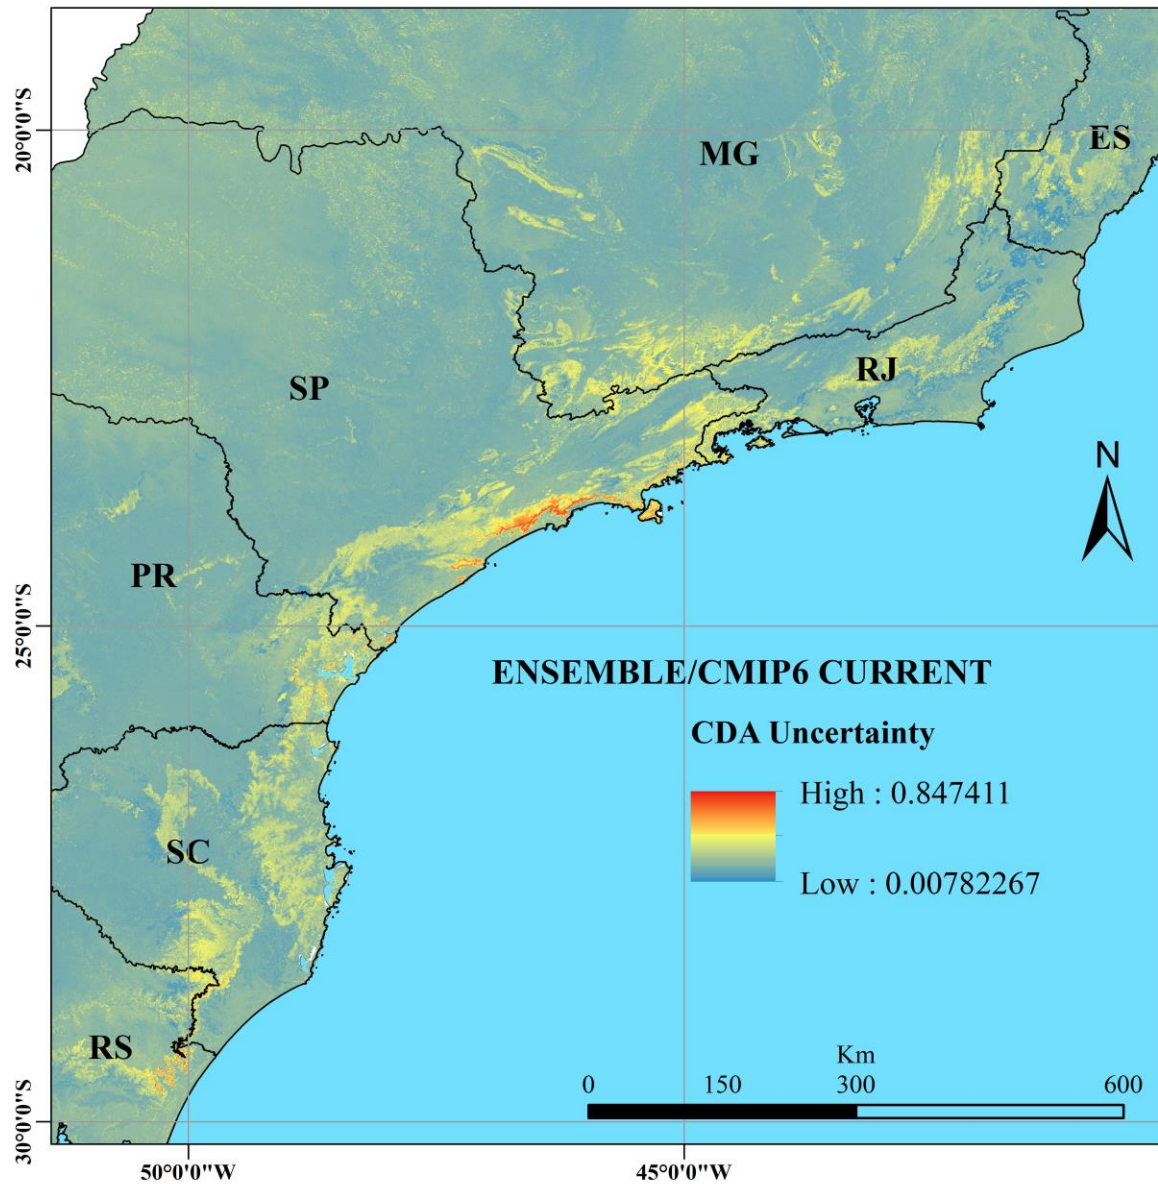 20°0'0"S
MG
ES
SP
RJ
N
PR
25°0'0"S
ENSEMBLE/CMIP6 CURRENT
CDA Uncertainty
High : 0.847411
Low : 0.00782267
SC
RS
Km
0 150 300 600
30°0'0"S
50°0'0"W 45°0'0"W